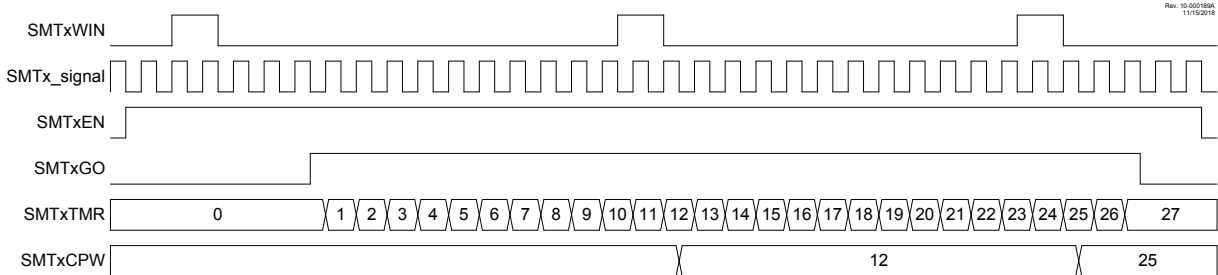 Rev. 10-000189A
11/15/2018
SMTxWIN
SMTx_signal
SMTxEN
SMTxGO
SMTxTMR 0 1 2 3 4 5 6 7 8 9 10 11 12 13 14 15 16 17 18 19 20 21 22 23 24 25 26 27
SMTxCPW 12 25